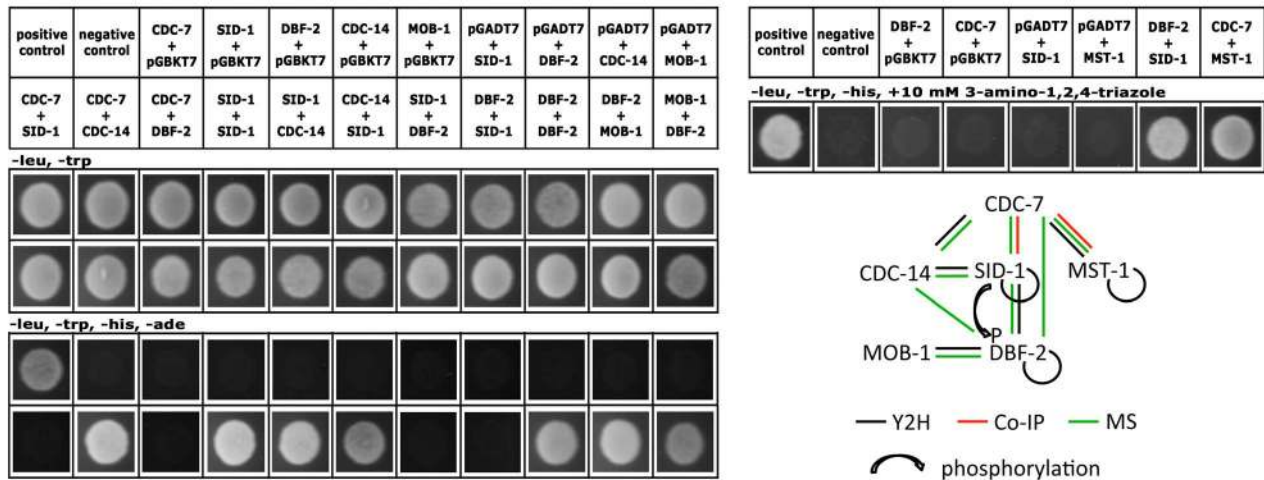 positive control
negative control
CDC-7 + pGBKT7
SID-1 + pGBKT7
DBF-2 + pGBKT7
CDC-14 + pGBKT7
MOB-1 + pGBKT7
pGADT7 + SID-1
pGADT7 + DBF-2
pGADT7 + CDC-14
pGADT7 + MOB-1
CDC-7 + SID-1
CDC-7 + CDC-14
CDC-7 + DBF-2
SID-1 + SID-1
SID-1 + CDC-14
CDC-14 + SID-1
SID-1 + DBF-2
DBF-2 + SID-1
DBF-2 + DBF-2
DBF-2 + MOB-1
MOB-1 + DBF-2
-leu, -trp
-leu, -trp, -his, -ade
positive control
negative control
DBF-2 + pGBKT7
CDC-7 + pGBKT7
pGADT7 + SID-1
pGADT7 + MST-1
DBF-2 + SID-1
CDC-7 + MST-1
-leu, -trp, -his, +10 mM 3-amino-1,2,4-triazole
CDC-7
CDC-14 SID-1 MST-1
P
MOB-1 DBF-2
Y2H Co-IP MS
phosphorylation